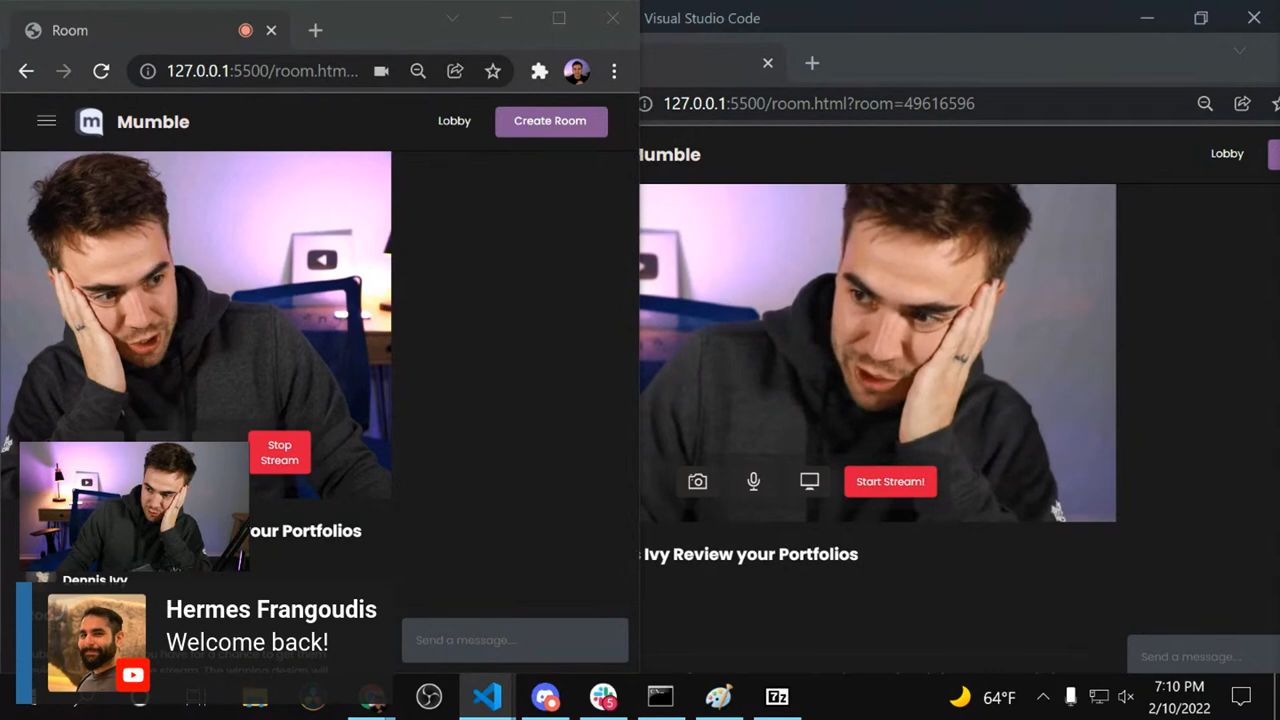 Room
127.0.0.1:5500/room.htm...
m Mumble
Lobby
Create Room
Stop
Stream
our Portfolios
Dennis Ivy
Hermes Frangoudis
Welcome back!
Send a message...
Visual Studio Code
127.0.0.1:5500/room.html?room=49616596
umble
Lobby
Start Stream!
Ivy Review your Portfolios
Send a message...
5
7z
64°F
7:10 PM
2/10/2022